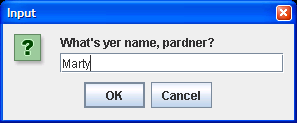 Input
What's yer name, pardner?
Marty
OK Cancel